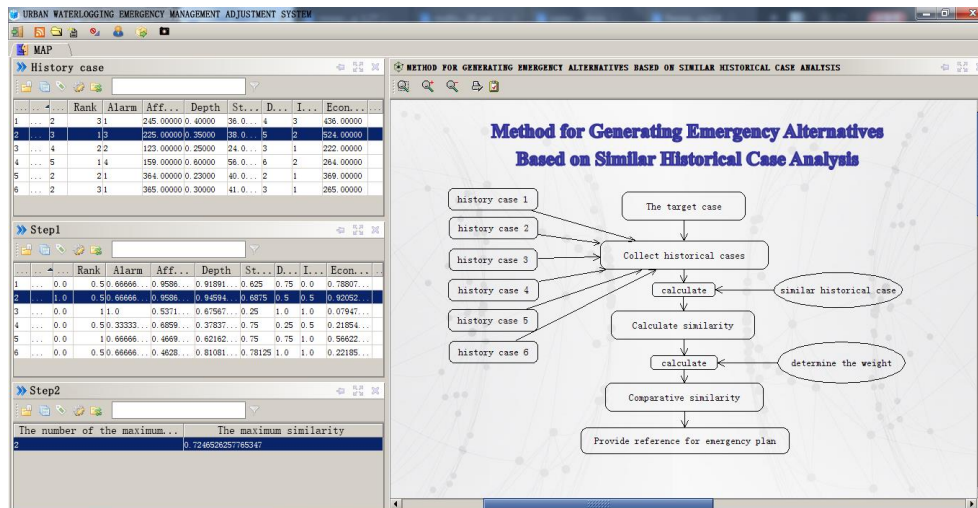 URBAN WATERLOGGING EMERGENCY MANAGEMENT ADJUSTMENT SYSTEM
MAP
History case
... ... ... Rank Alarm Aff... Depth St... D... I... Econ...
1 ... 2 3 1 245.00000 0.40000 36.0... 4 3 436.00000
2 ... 3 1 3 225.00000 0.35000 38.0... 5 2 524.00000
3 ... 4 2 2 123.00000 0.25000 24.0... 3 1 222.00000
4 ... 5 1 4 159.00000 0.60000 56.0... 6 2 264.00000
5 ... 2 2 1 364.00000 0.23000 40.0... 2 1 369.00000
6 ... 2 3 1 365.00000 0.30000 41.0... 3 1 265.00000
Step1
... ... ... Rank Alarm Aff... Depth St... D... I... Econ... ...
1 ... 0.0 0.5 0.66666... 0.9586... 0.91891... 0.625 0.75 0.0 0.78807...
2 ... 1.0 0.5 0.66666... 0.9586... 0.94594... 0.6875 0.5 0.5 0.92052...
3 ... 0.0 1 1.0 0.5371... 0.67567... 0.25 1.0 1.0 0.07947...
4 ... 0.0 0.5 0.33333... 0.6859... 0.37837... 0.75 0.25 0.5 0.21854...
5 ... 0.0 1 0.66666... 0.4669... 0.62162... 0.75 0.75 1.0 0.56622...
6 ... 0.0 0.5 0.66666... 0.4628... 0.81081... 0.78125 1.0 1.0 0.22185...
Step2
The number of the maximum... The maximum similarity
2 0.7246526257765347
METHOD FOR GENERATING EMERGENCY ALTERNATIVES BASED ON SIMILAR HISTORICAL CASE ANALYSIS
Method for Generating Emergency Alternatives
Based on Similar Historical Case Analysis
history case 1
history case 2
history case 3
history case 4
history case 5
history case 6
The target case
Collect historical cases
calculate
similar historical case
Calculate similarity
calculate
determine the weight
Comparative similarity
Provide reference for emergency plan